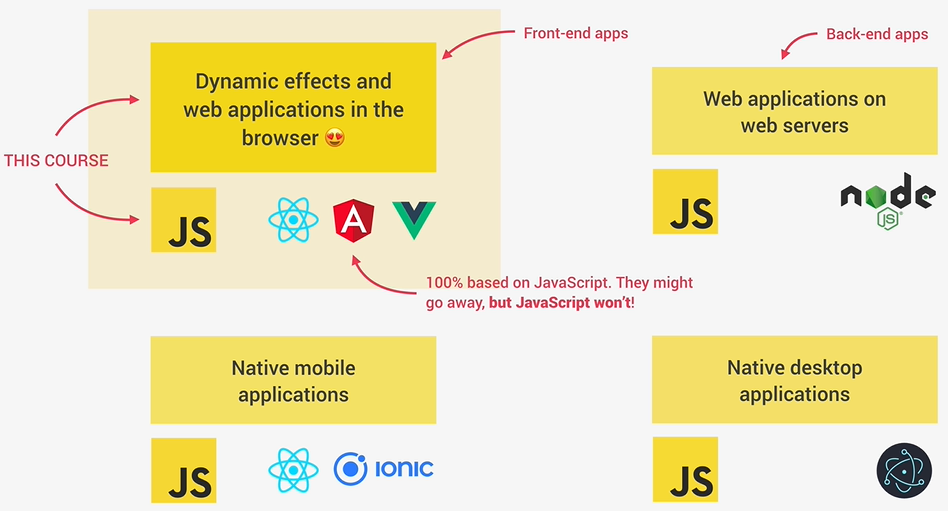 Front-end apps
Back-end apps
Dynamic effects and
web applications in the
browser 😍
Web applications on
web servers
THIS COURSE
JS
A
node
JS
JS
100% based on JavaScript. They might
go away, but JavaScript won't!
Native mobile
applications
Native desktop
applications
JS
IONIC
JS